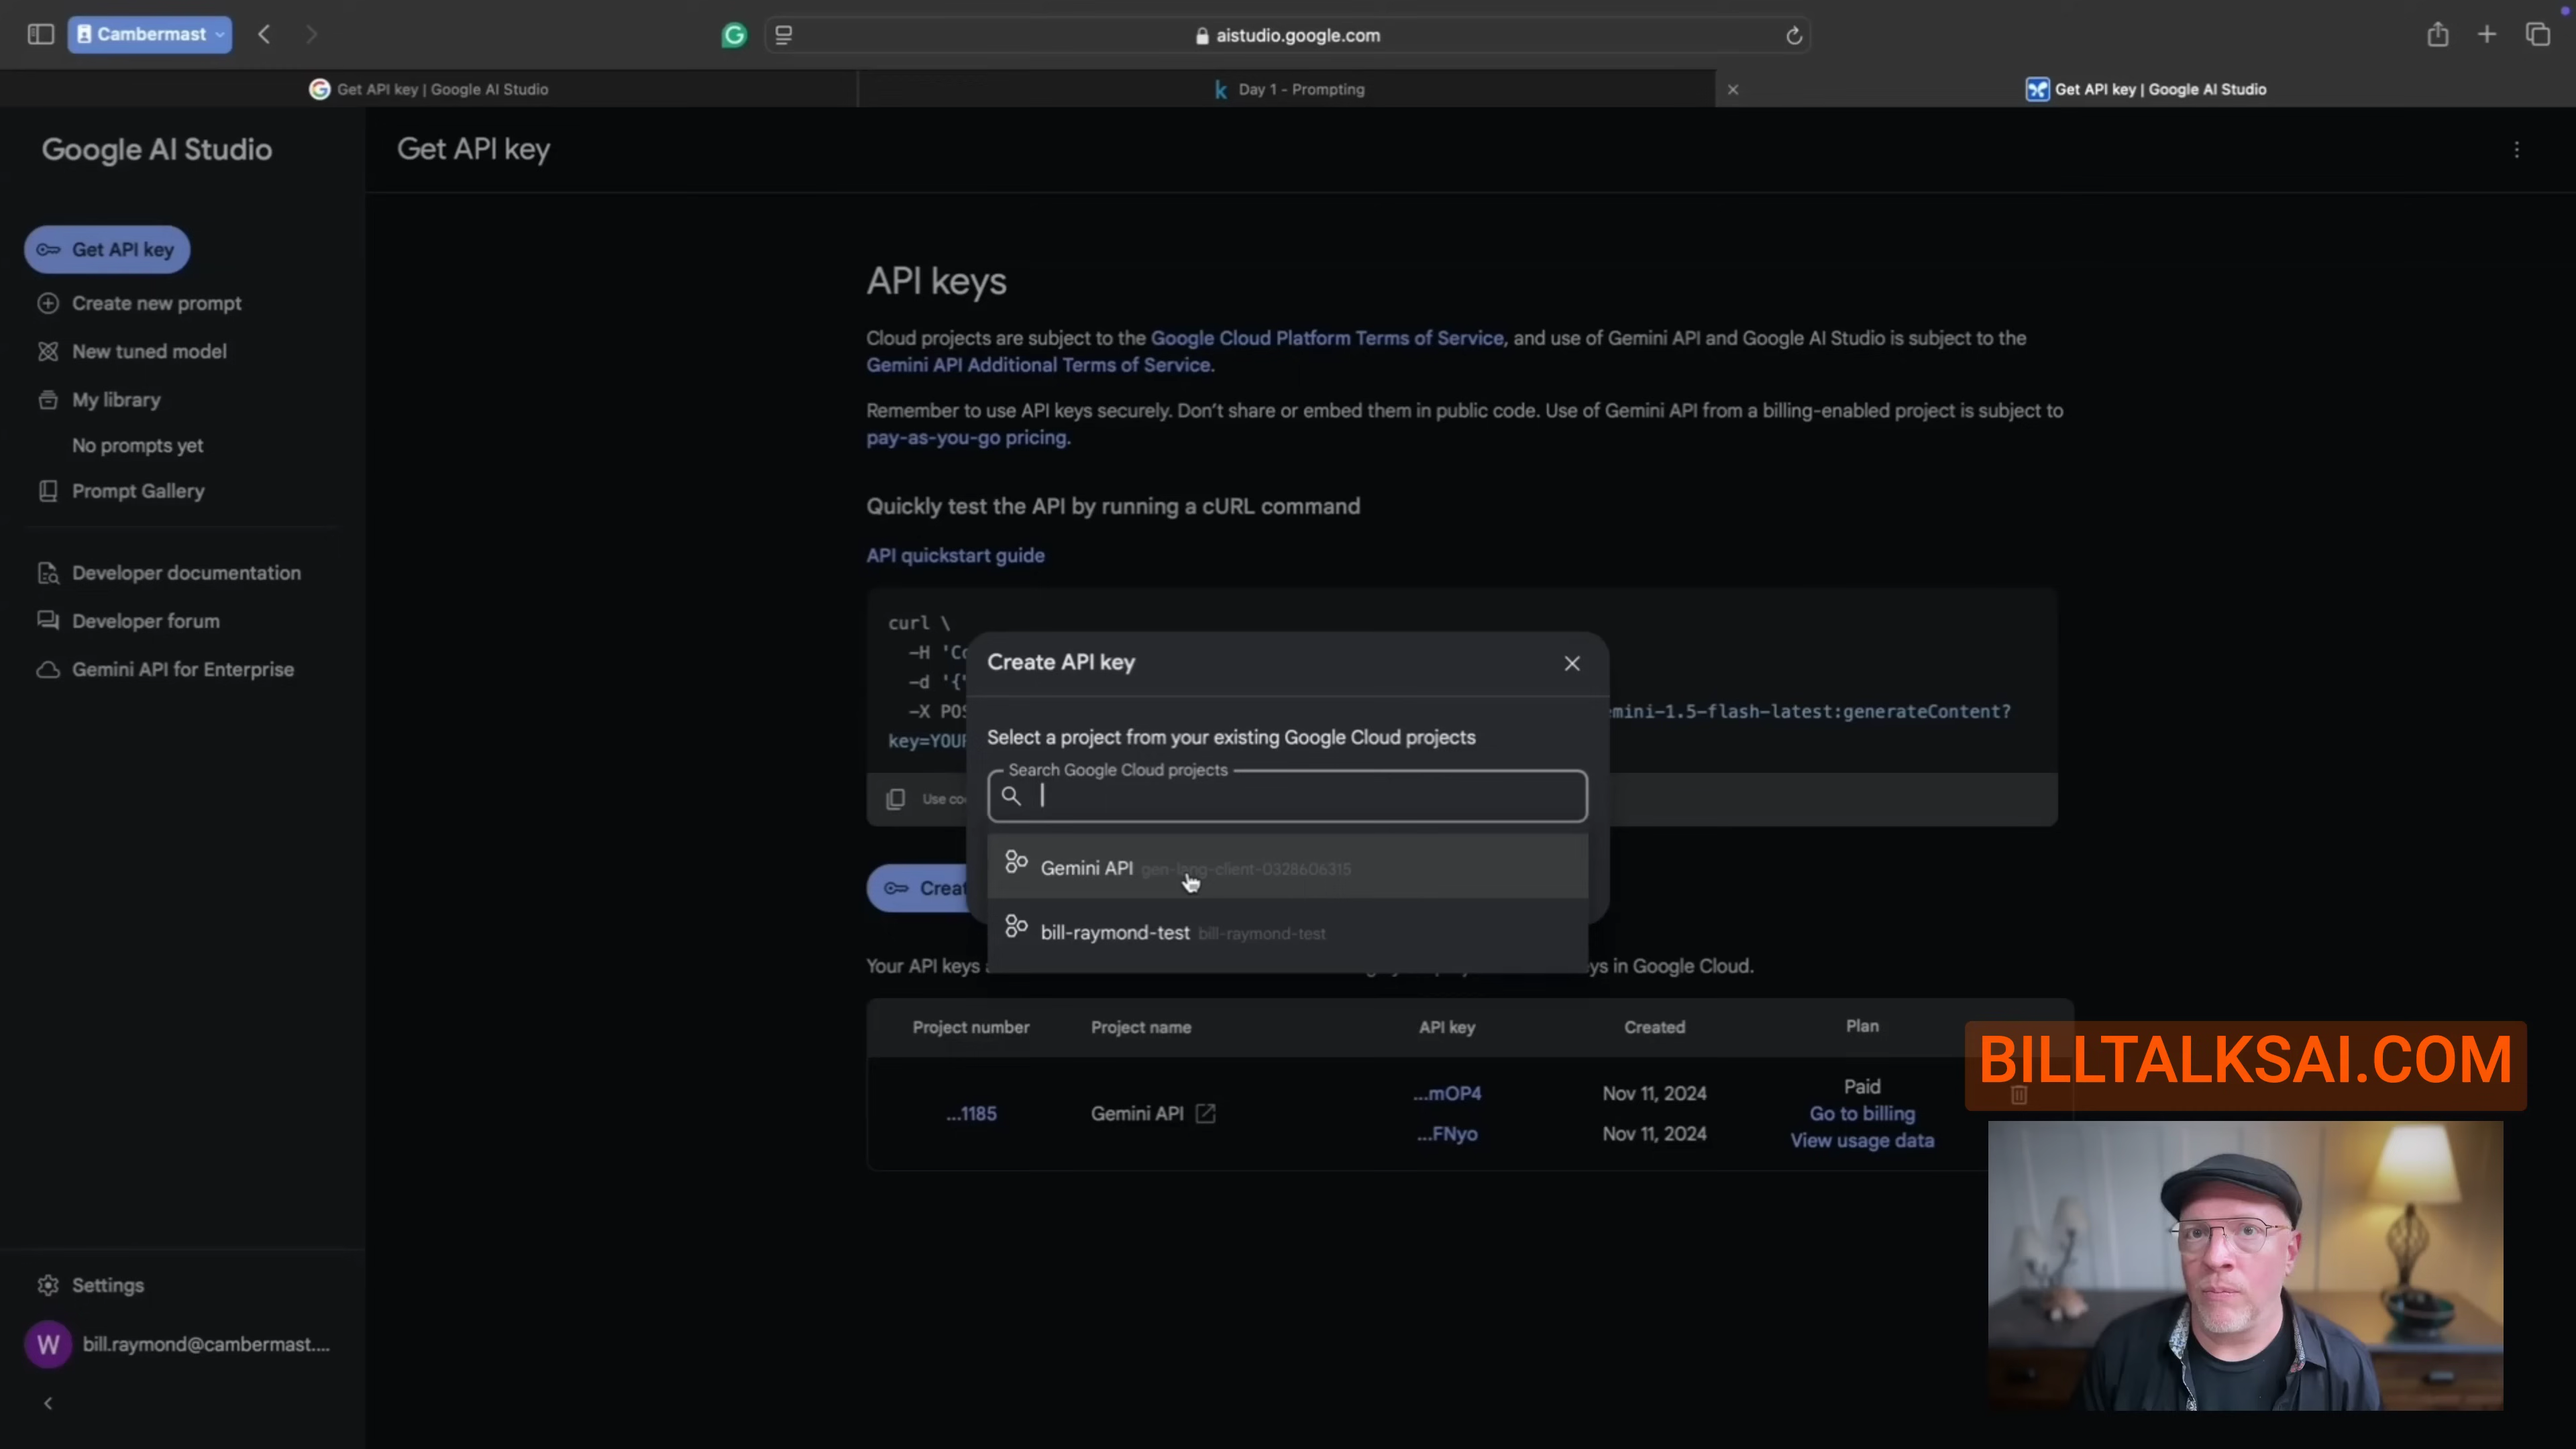 Cambermast
aistudio.google.com
Get API key | Google AI Studio
Day 1 - Prompting
Get API key | Google AI Studio
Google AI Studio
Get API key
Get API key
Create new prompt
New tuned model
My library
No prompts yet
Prompt Gallery
Developer documentation
Developer forum
Gemini API for Enterprise
API keys
Cloud projects are subject to the Google Cloud Platform Terms of Service, and use of Gemini API and Google AI Studio is subject to the
Gemini API Additional Terms of Service.
Remember to use API keys securely. Don't share or embed them in public code. Use of Gemini API from a billing-enabled project is subject to
pay-as-you-go pricing.
Quickly test the API by running a cURL command
API quickstart guide
curl \
-H 'Co
-d '{"
-X POS
mini-1.5-flash-latest:generateContent?
key=YOUR
Use co
Create API key
Select a project from your existing Google Cloud projects
Search Google Cloud projects
Gemini API gen-lang-client-0328606315
bill-raymond-test bill-raymond-test
Creat
Your API keys a
ys in Google Cloud.
Project number Project name API key Created Plan
...1185 Gemini API
...mOP4 Nov 11, 2024 Paid
...FNyo Nov 11, 2024
Go to billing
View usage data
BILLTALKSAI.COM
Settings
W bill.raymond@cambermast....